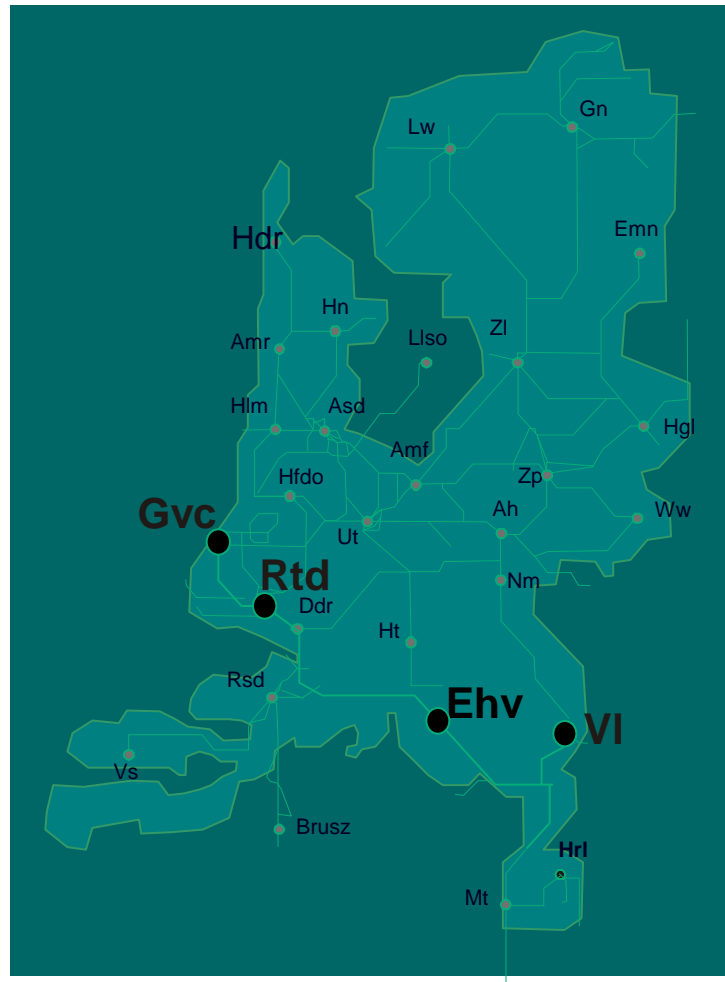 Gn
Lw
Emn
Hdr
Hn
Zl
Llso
Amr
Hlm
Asd
Hgl
Amf
Hfdo
Zp
Ww
Ah
Gvc
Ut
Rtd
Nm
Ddr
Ht
Rsd
Ehv
Vl
Vs
Brusz
Hrl
Mt